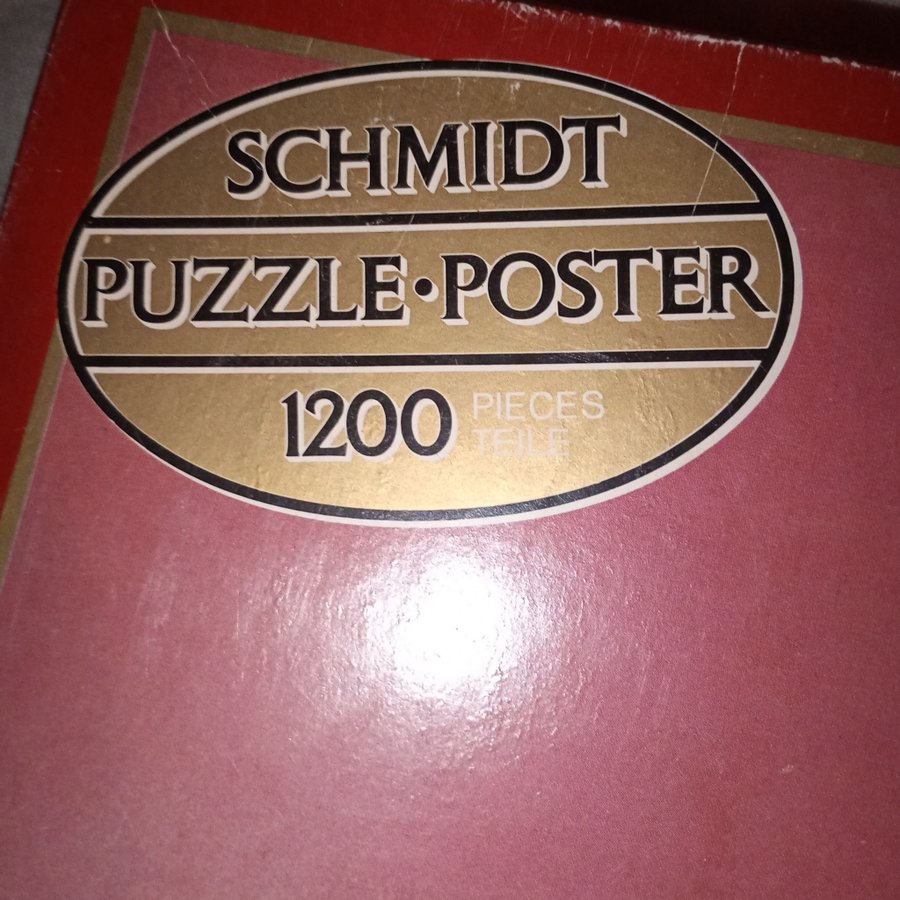 SCHMIDT
PUZZLE·POSTER
1200 PIECES
TEILE